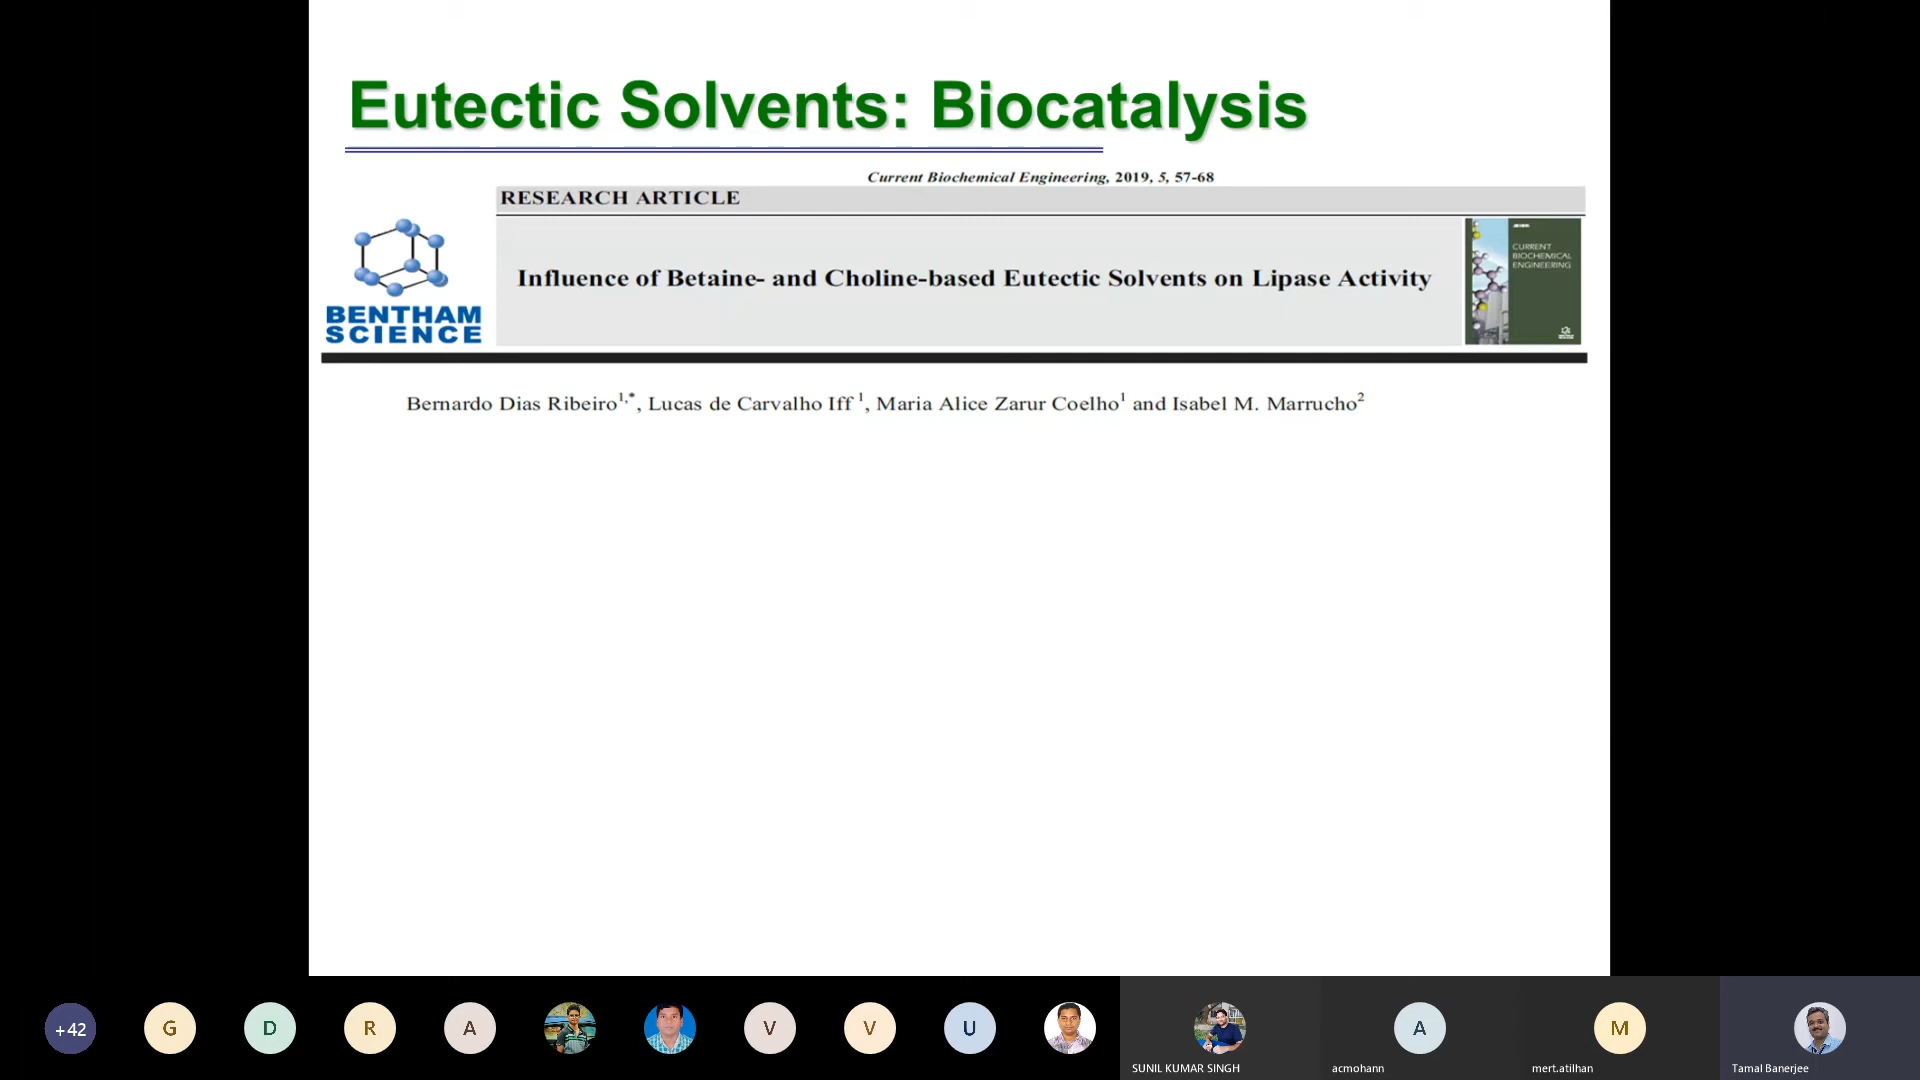 Eutectic Solvents: Biocatalysis
Current Biochemical Engineering, 2019, 5, 57-68
RESEARCH ARTICLE
Influence of Betaine- and Choline-based Eutectic Solvents on Lipase Activity
CURRENT
BIOCHEMICAL
ENGINEERING
BENTHAM
SCIENCE
Bernardo Dias Ribeiro1,*, Lucas de Carvalho Iff 1, Maria Alice Zarur Coelho1 and Isabel M. Marrucho2
+42
G
D
R
A
V
V
U
A
M
SUNIL KUMAR SINGH
acmohann
mert.atilhan
Tamal Banerjee